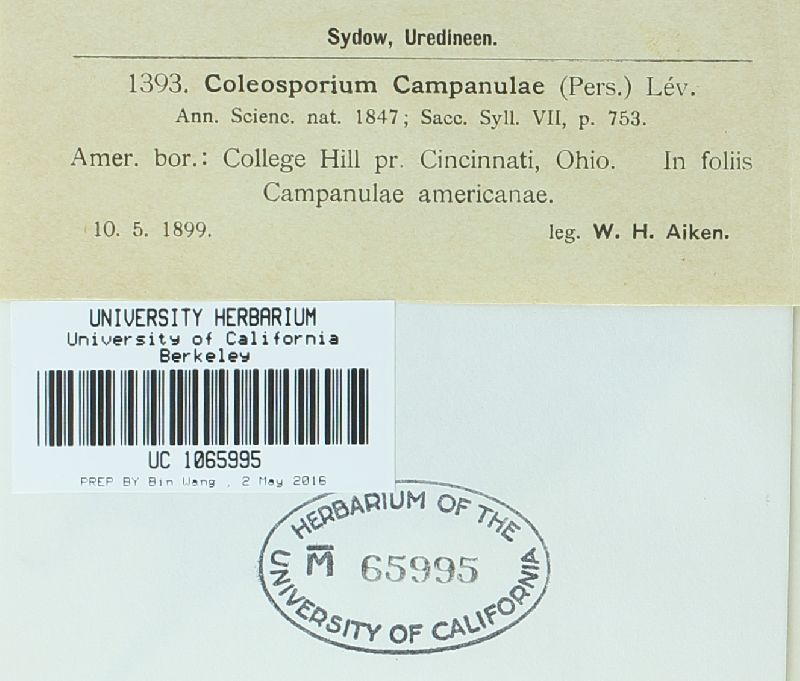 Sydow, Uredineen.
1393. Coleosporium Campanulae (Pers.) Lév.
Ann. Scienc. nat. 1847; Sacc. Syll. VII, p. 753.
Amer. bor.: College Hill pr. Cincinnati, Ohio. In foliis
Campanulae americanae.
10. 5. 1899. leg. W. H. Aiken.
UNIVERSITY HERBARIUM
University of California
Berkeley
UC 1065995
PREP BY Bin Wang , 2 May 2016
HERBARIUM OF THE
M̅ 65995
UNIVERSITY OF CALIFORNIA